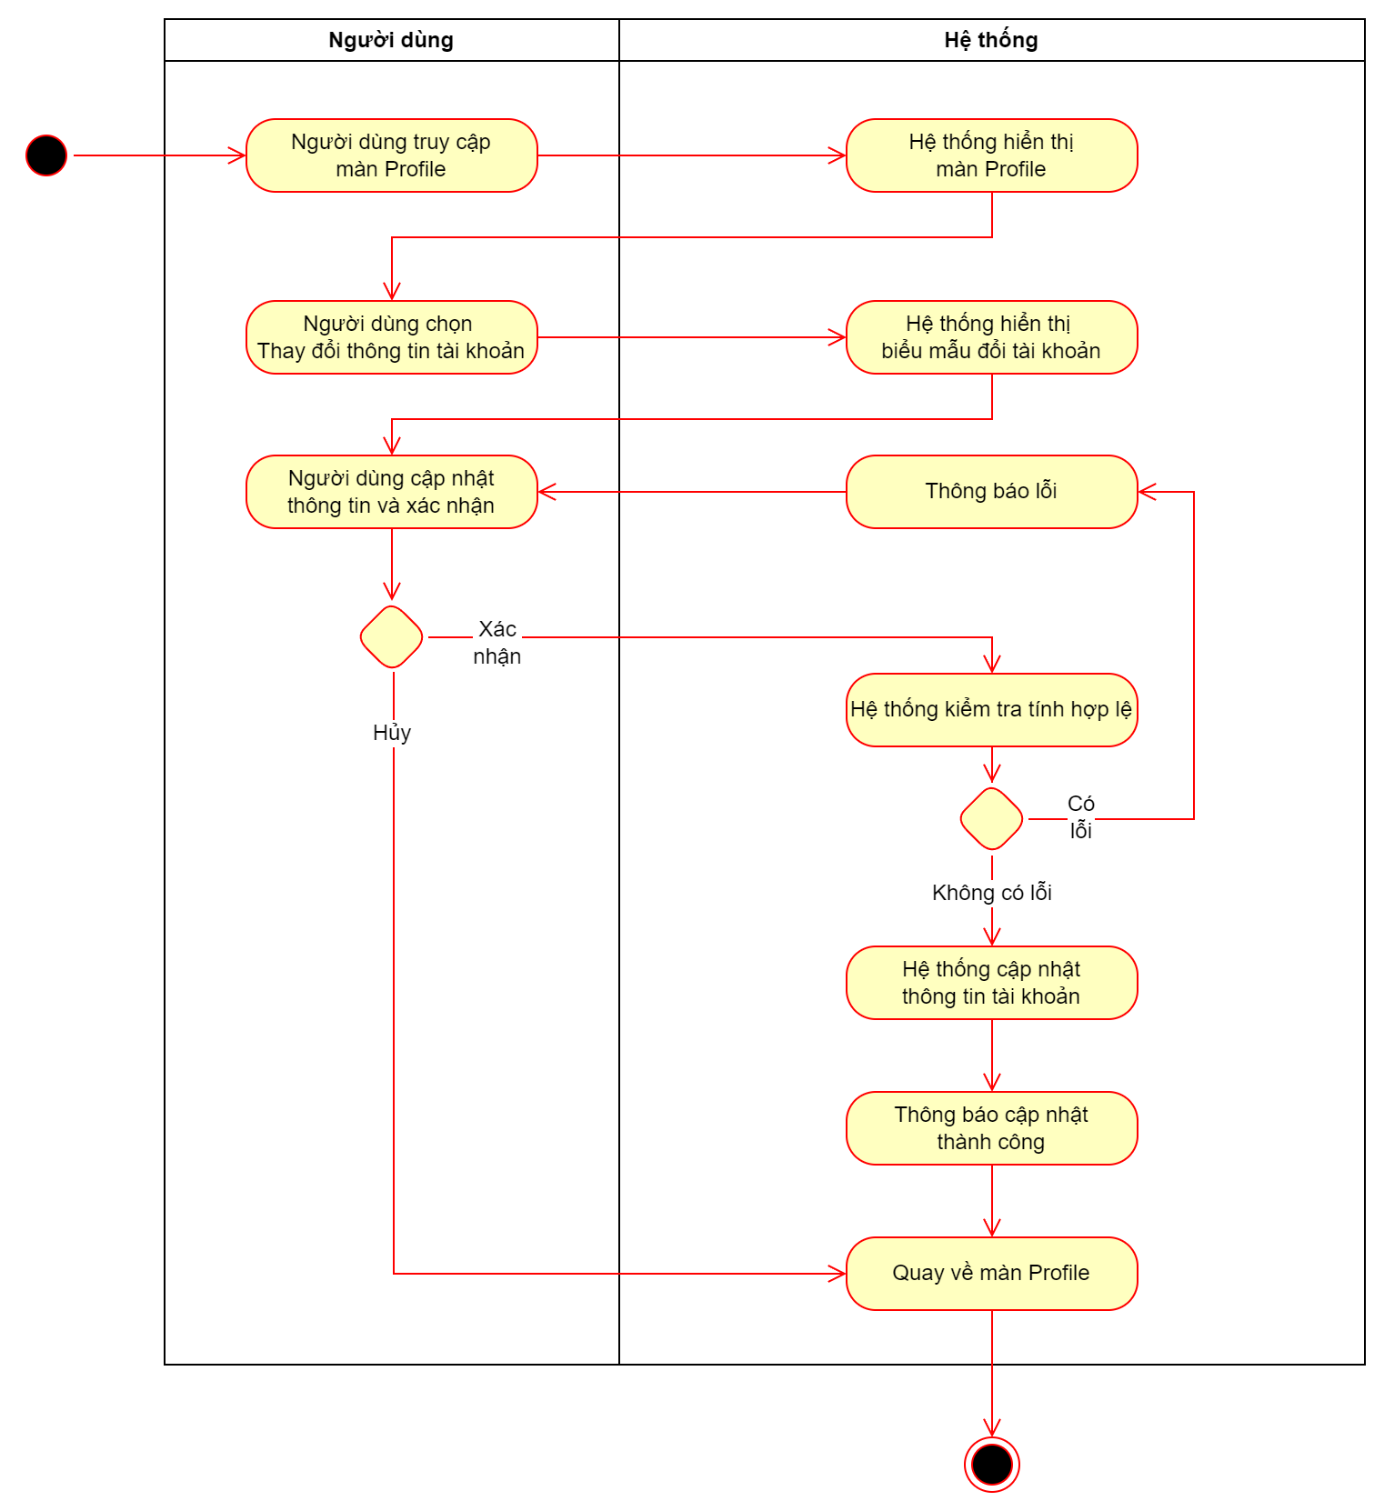 Người dùng
Hệ thống
Người dùng truy cập
màn Profile
Hệ thống hiển thị
màn Profile
Người dùng chọn
Thay đổi thông tin tài khoản
Hệ thống hiển thị
biểu mẫu đổi tài khoản
Người dùng cập nhật
thông tin và xác nhận
Thông báo lỗi
Xác
nhận
Hủy
Hệ thống kiểm tra tính hợp lệ
Có
lỗi
Không có lỗi
Hệ thống cập nhật
thông tin tài khoản
Thông báo cập nhật
thành công
Quay về màn Profile